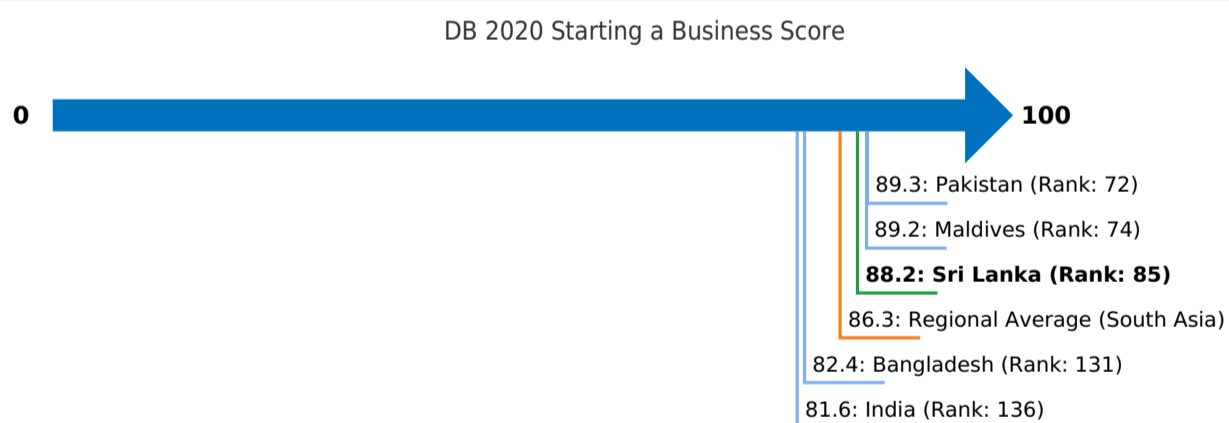 DB 2020 Starting a Business Score
0
100
89.3: Pakistan (Rank: 72)
89.2: Maldives (Rank: 74)
88.2: Sri Lanka (Rank: 85)
86.3: Regional Average (South Asia)
82.4: Bangladesh (Rank: 131)
81.6: India (Rank: 136)